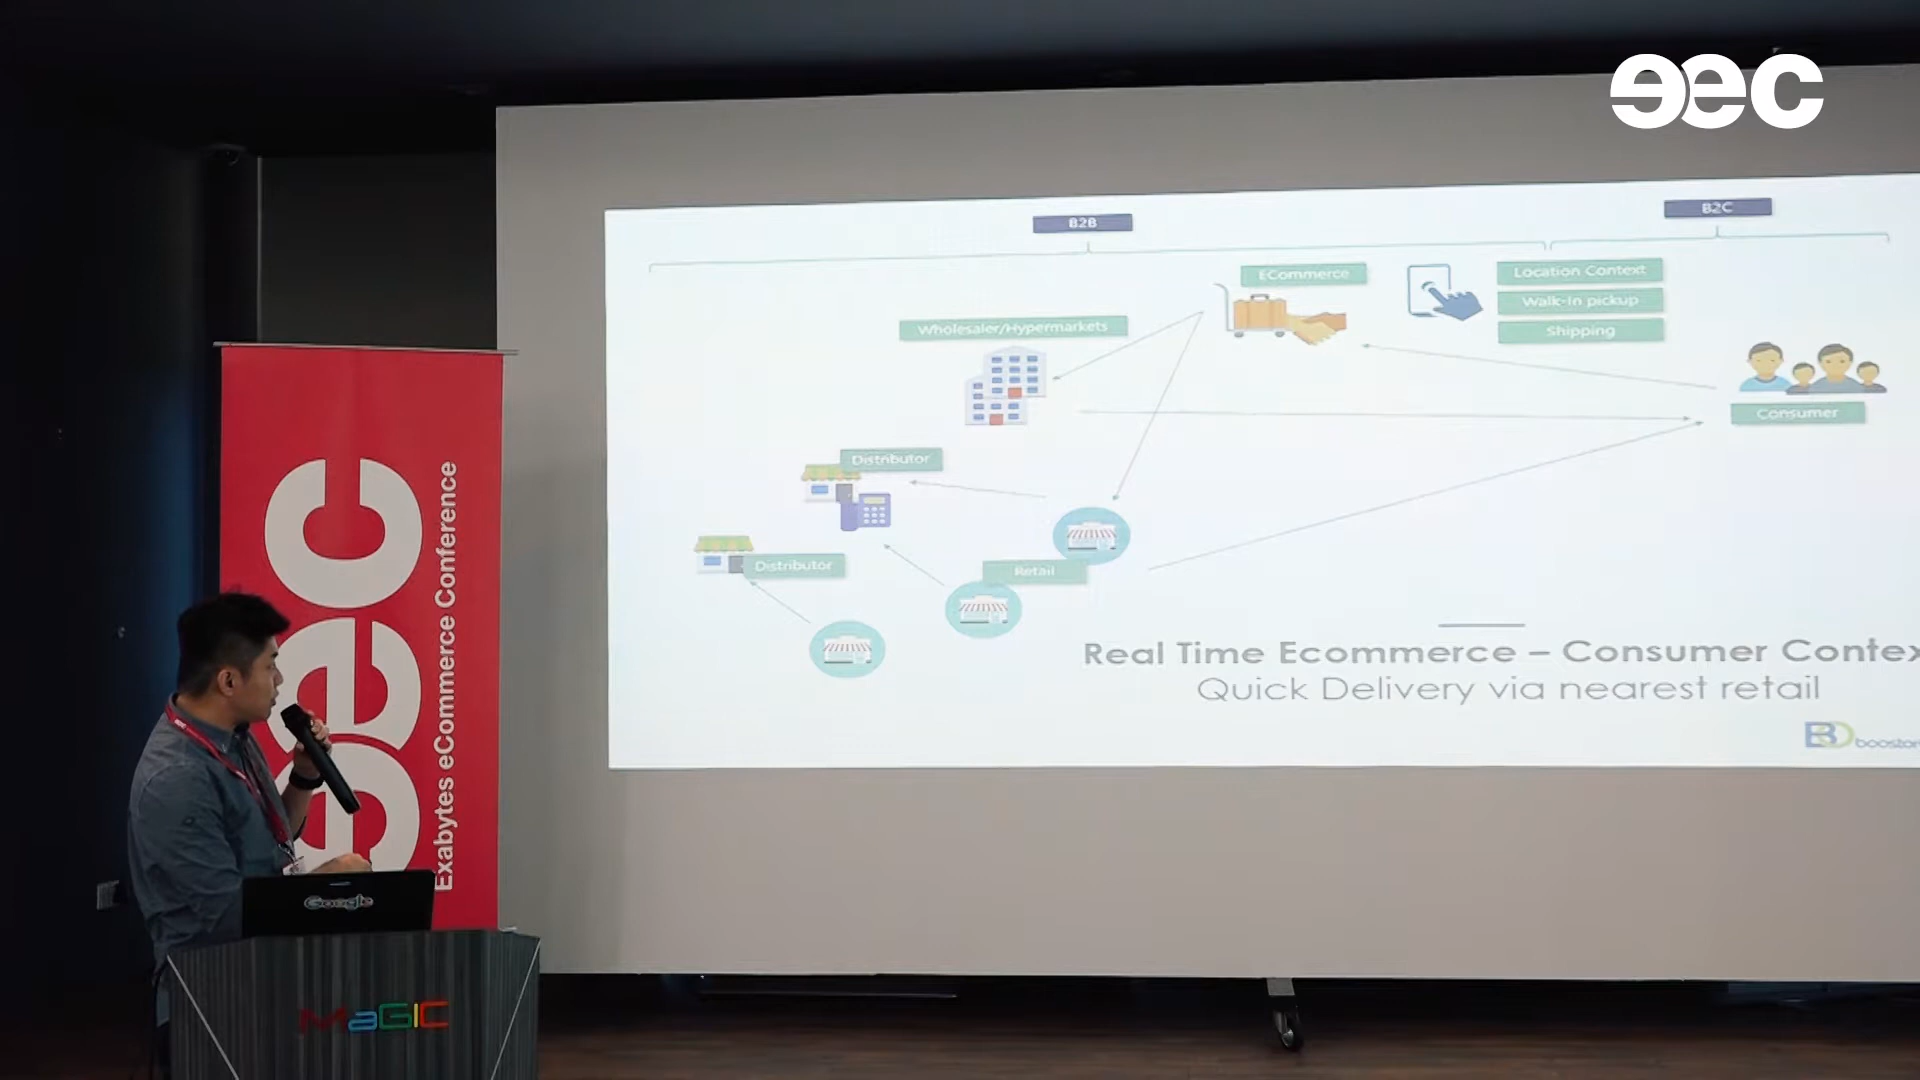 eec
B2B
B2C
ECommerce
Location Context
Walk-In pickup
Shipping
Wholesaler/Hypermarkets
Consumer
Distributor
Distributor
Retail
Real Time Ecommerce – Consumer Contex
Quick Delivery via nearest retail
BO boostor
eec
Exabytes eCommerce Conference
Google
MaGIC